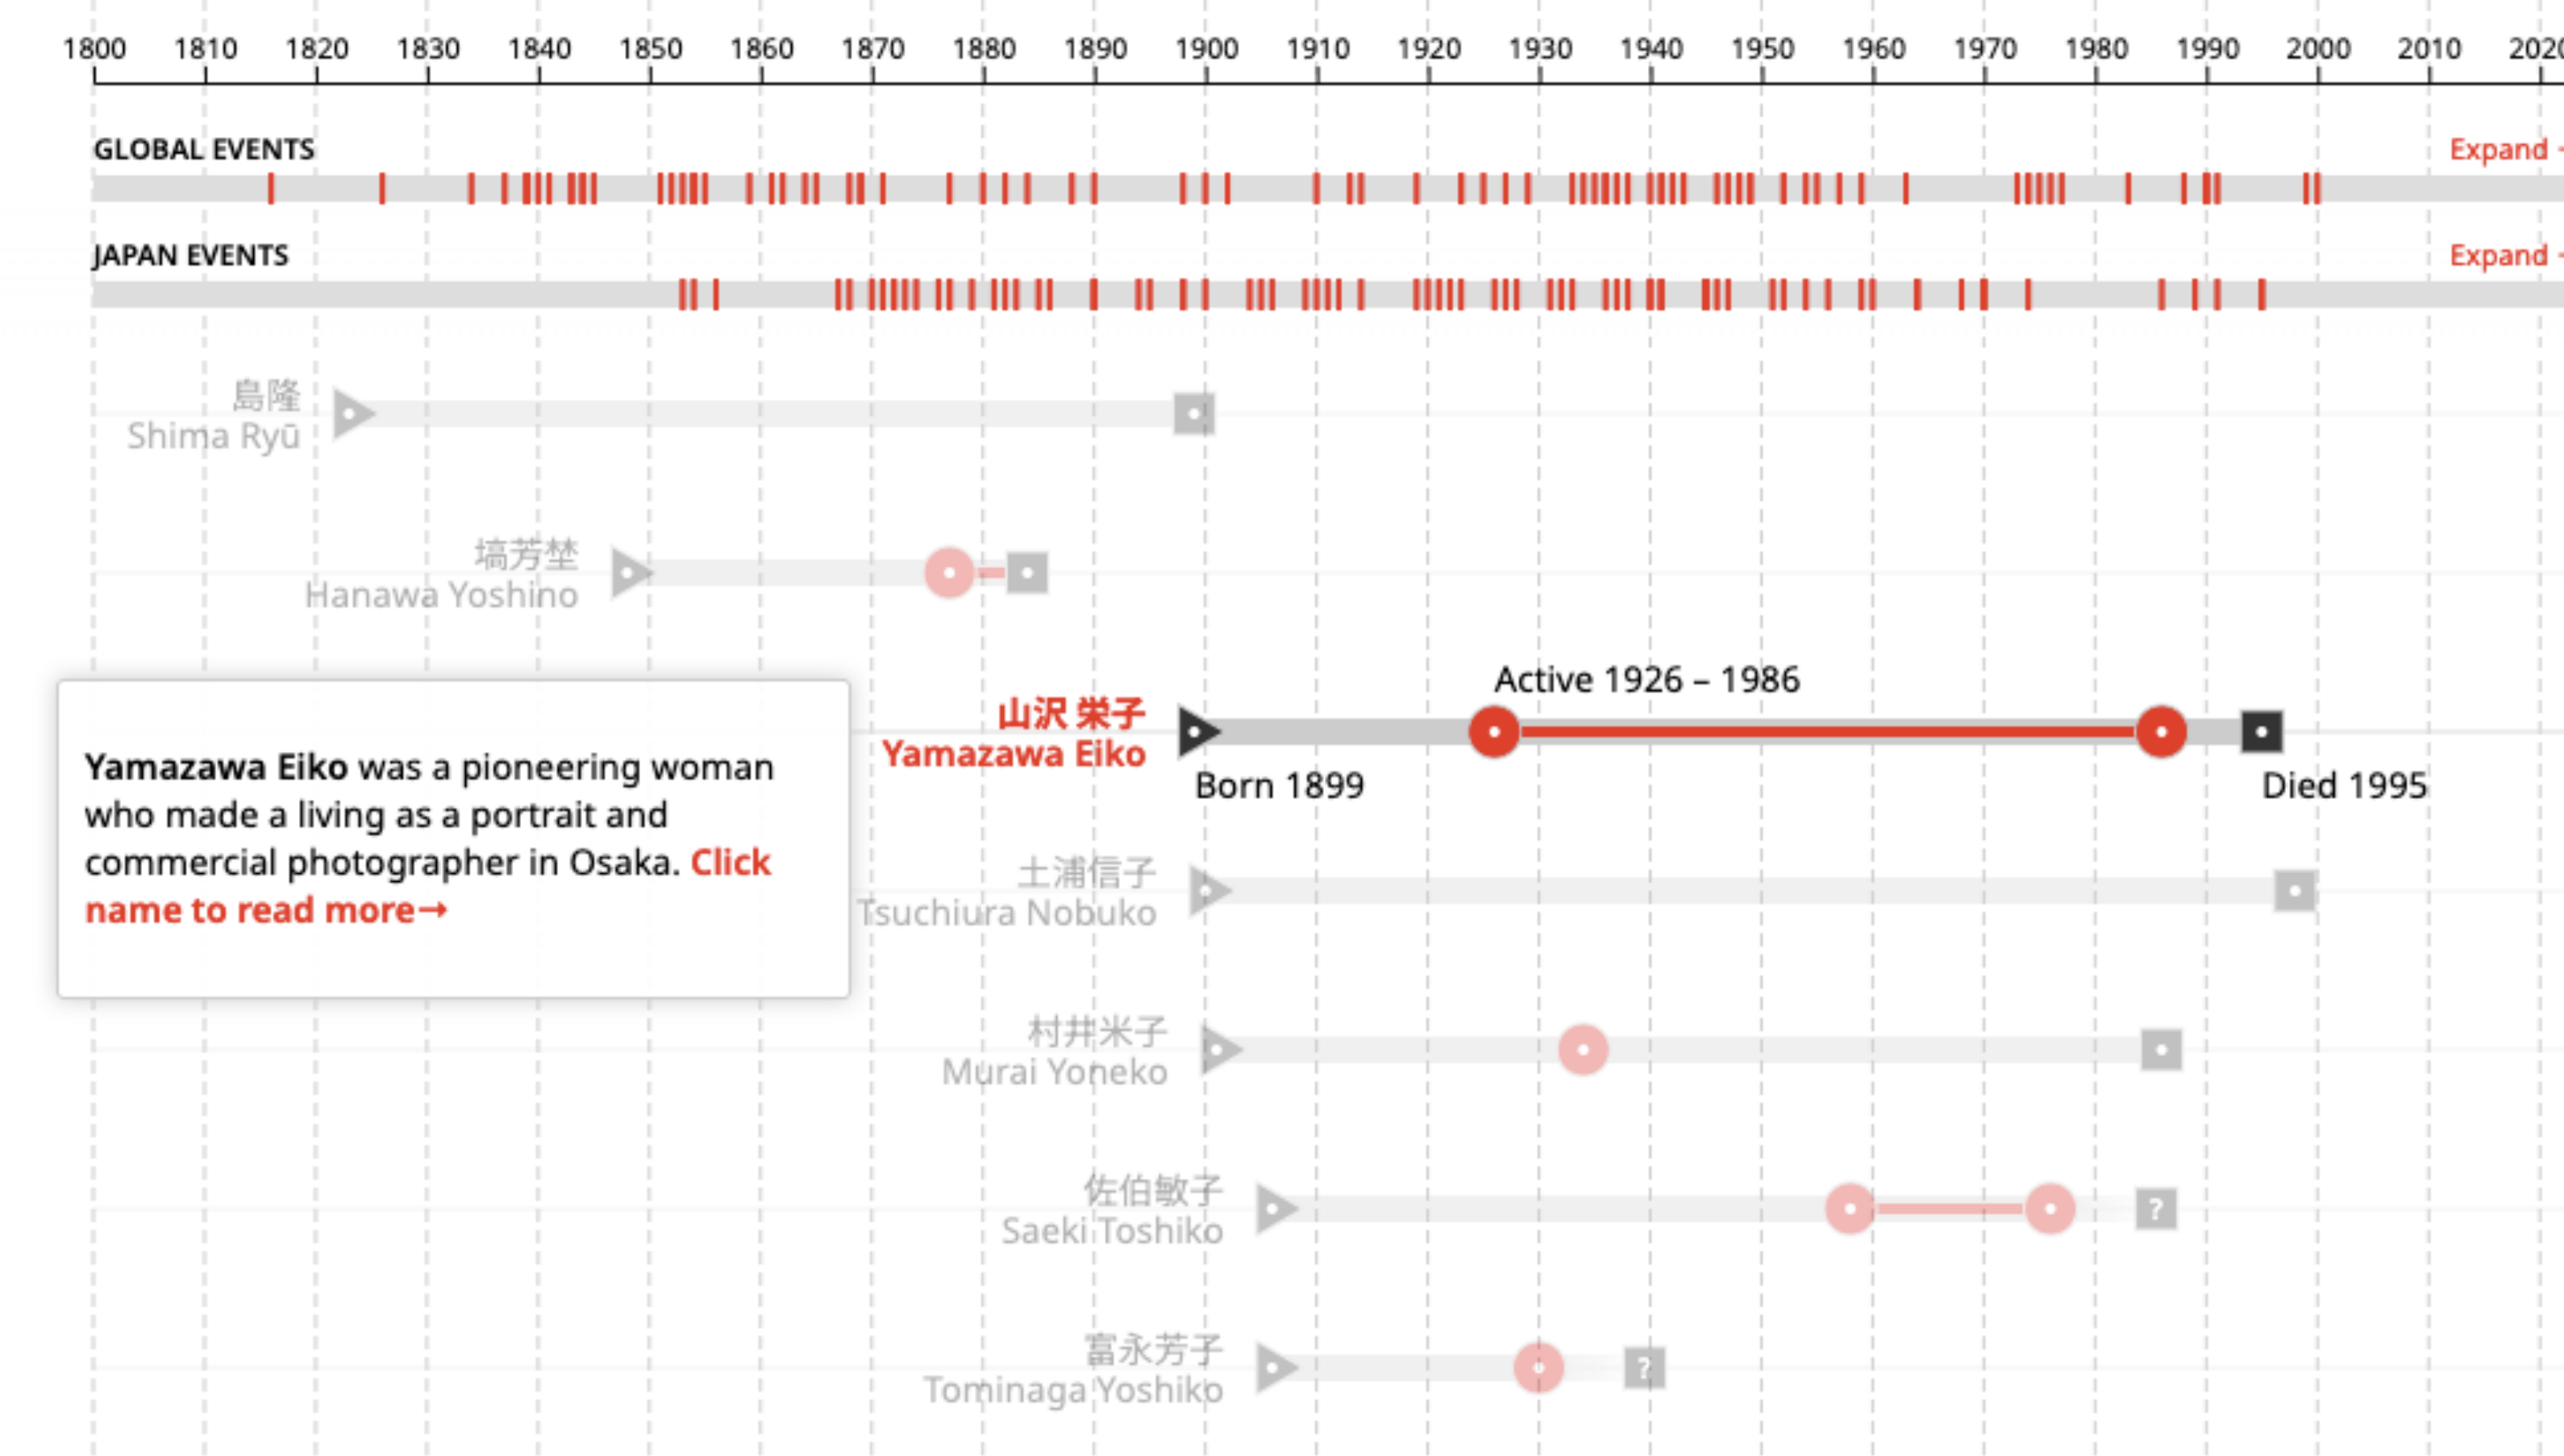 1800 1810 1820 1830 1840 1850 1860 1870 1880 1890 1900 1910 1920 1930 1940 1950 1960 1970 1980 1990 2000 2010 2020
GLOBAL EVENTS
Expand
JAPAN EVENTS
Expand
島隆
Shima Ryū
塙芳埜
Hanawa Yoshino
Active 1926 – 1986
山沢 栄子
Yamazawa Eiko
Born 1899
Died 1995
Yamazawa Eiko was a pioneering woman
who made a living as a portrait and
commercial photographer in Osaka. Click
name to read more→
土浦信子
Tsuchiura Nobuko
村井米子
Murai Yoneko
佐伯敏子
Saeki Toshiko
?
富永芳子
Tominaga Yoshiko
?